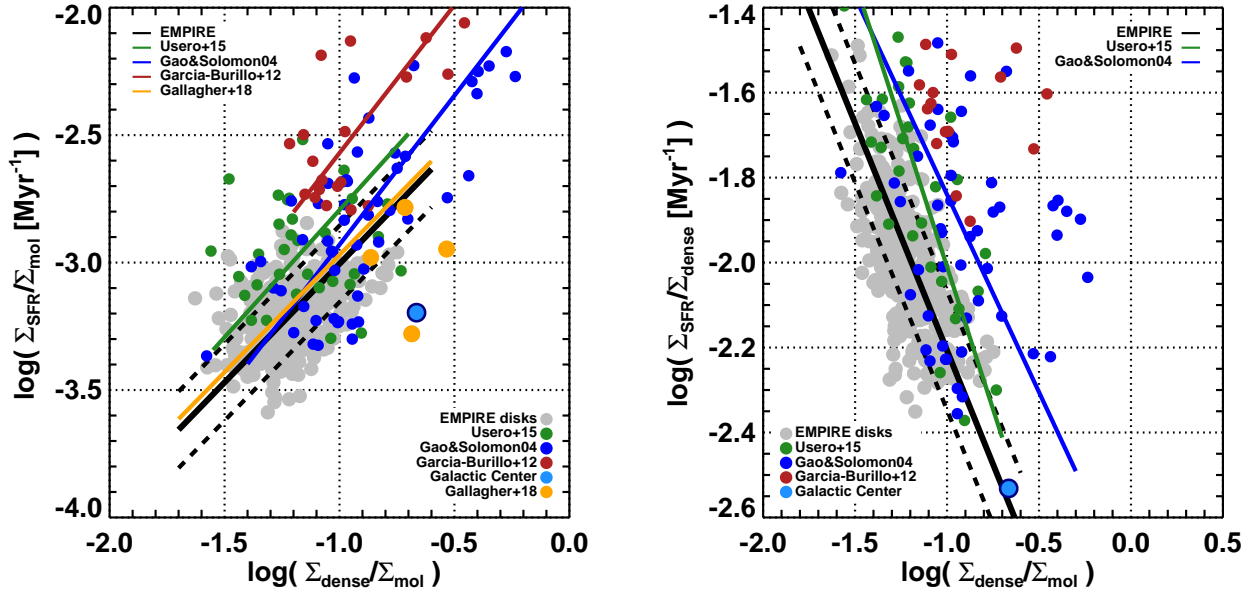 EMPIRE
Usero+15
Gao&Solomon04
Garcia-Burillo+12
Gallagher+18
-2.0
-2.5
-3.0
-3.5
-4.0
log( Σ_SFR/Σ_mol ) [Myr⁻¹]
EMPIRE disks
Usero+15
Gao&Solomon04
Garcia-Burillo+12
Galactic Center
Gallagher+18
-2.0 -1.5 -1.0 -0.5 0.0
log( Σ_dense/Σ_mol )
EMPIRE
Usero+15
Gao&Solomon04
-1.4
-1.6
-1.8
-2.0
-2.2
-2.4
-2.6
log( Σ_SFR/Σ_dense ) [Myr⁻¹]
EMPIRE disks
Usero+15
Gao&Solomon04
Garcia-Burillo+12
Galactic Center
-2.0 -1.5 -1.0 -0.5 0.0 0.5
log( Σ_dense/Σ_mol )